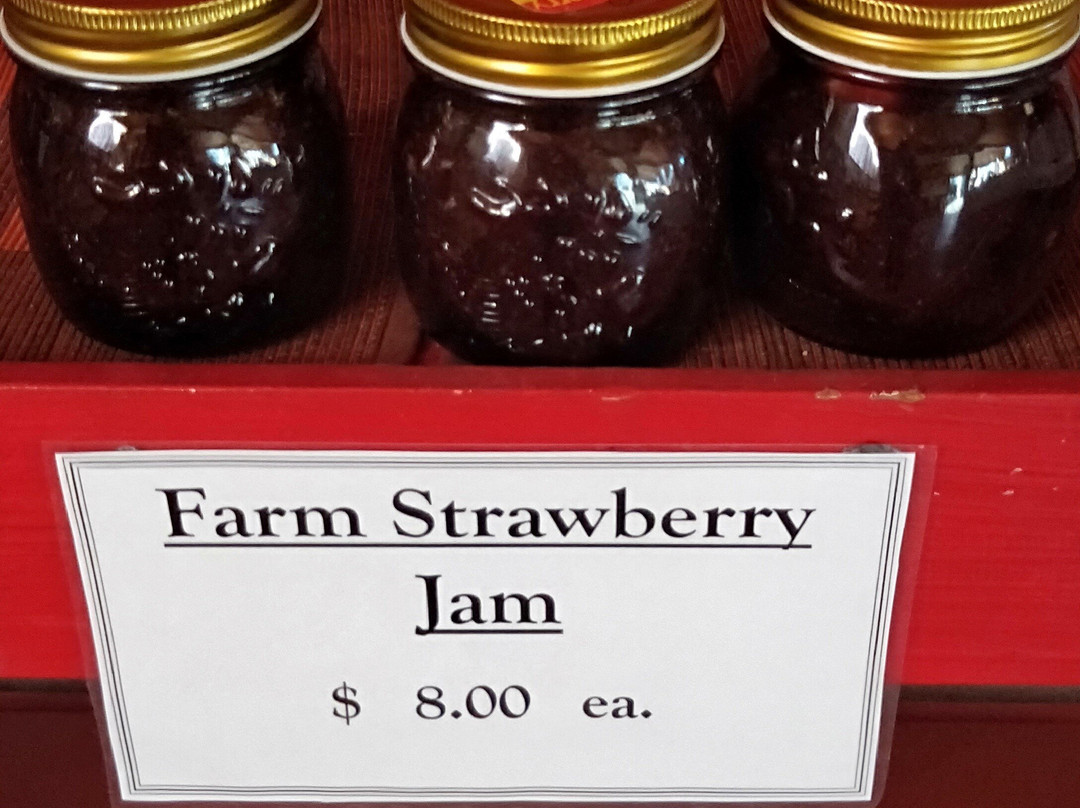 Farm Strawberry
Jam
$ 8.00 ea.